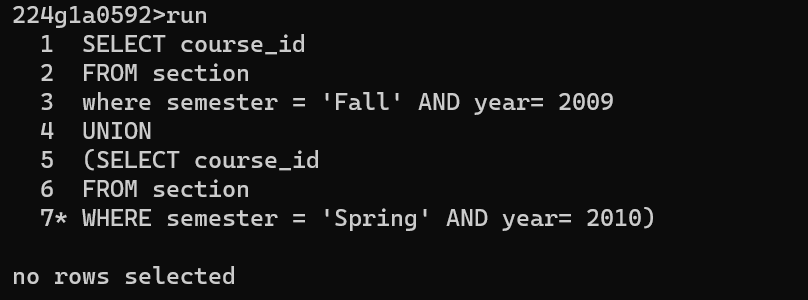 224g1a0592>run
  1  SELECT course_id
  2  FROM section
  3  where semester = 'Fall' AND year= 2009
  4  UNION
  5  (SELECT course_id
  6  FROM section
  7* WHERE semester = 'Spring' AND year= 2010)
no rows selected